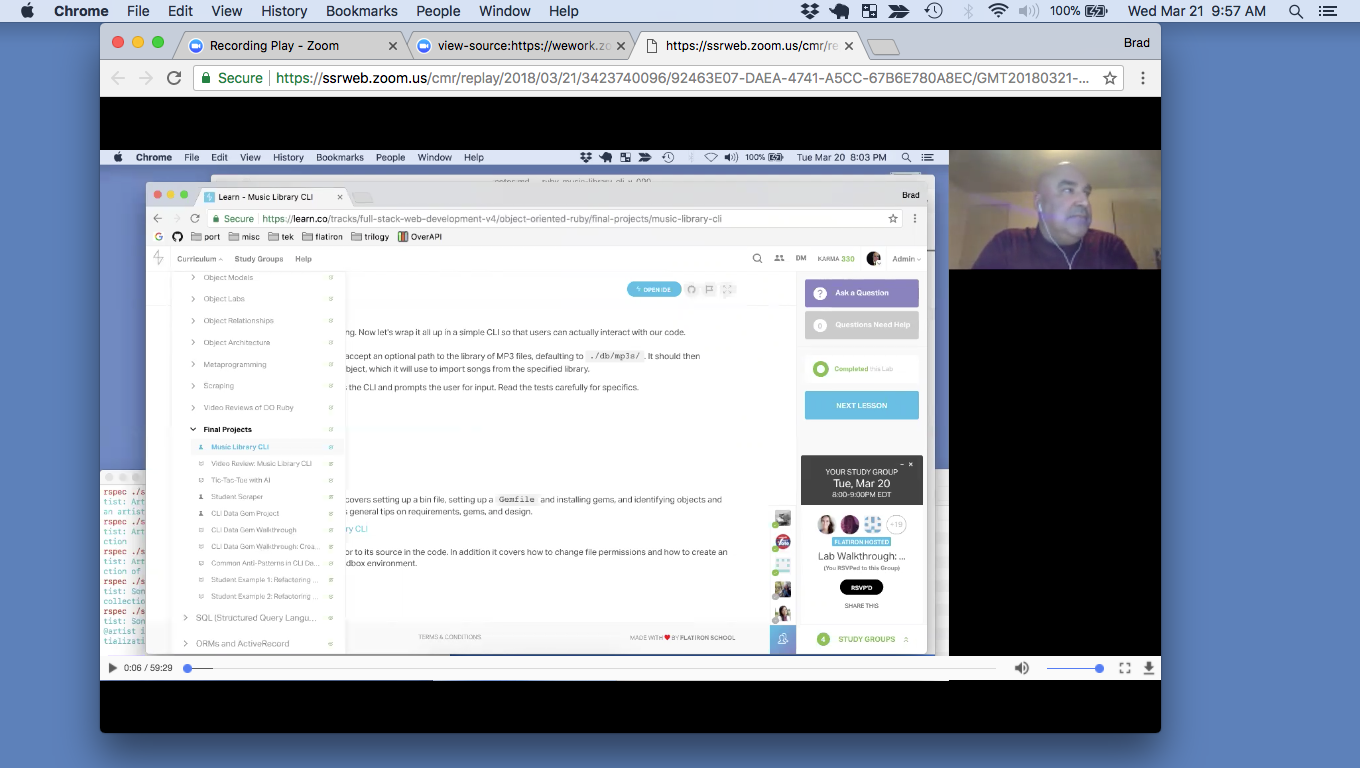 Chrome File Edit View History Bookmarks People Window Help 100% Wed Mar 21 9:57 AM
Recording Play - Zoom
view-source:https://wework.zo
https://ssrweb.zoom.us/cmr/re
Brad
Secure https://ssrweb.zoom.us/cmr/replay/2018/03/21/3423740096/92463E07-DAEA-4741-A5CC-67B6E780A8EC/GMT20180321-...
Chrome File Edit View History Bookmarks People Window Help 100% Tue Mar 20 8:03 PM
Learn - Music Library CLI
Brad
Secure https://learn.co/tracks/full-stack-web-development-v4/object-oriented-ruby/final-projects/music-library-cli
port misc tek flatiron trilogy OverAPI
Curriculum Study Groups Help DM KARMA 330 Admin
Object Models
Object Labs
Object Relationships
Object Architecture
Metaprogramming
Scraping
Video Reviews of OO Ruby
Final Projects
Music Library CLI
Video Review: Music Library CLI
Tic-Tac-Toe with AI
Student Scraper
CLI Data Gem Project
CLI Data Gem Walkthrough
CLI Data Gem Walkthrough: Crea...
Common Anti-Patterns in CLI Da...
Student Example 1: Refactoring ...
Student Example 2: Refactoring ...
SQL (Structured Query Langu...
ORMs and ActiveRecord
OPEN IDE
ng. Now let's wrap it all up in a simple CLI so that users can actually interact with our code.
accept an optional path to the library of MP3 files, defaulting to ./db/mp3s/ . It should then
bject, which it will use to import songs from the specified library.
s the CLI and prompts the user for input. Read the tests carefully for specifics.
covers setting up a bin file, setting up a Gemfile and installing gems, and identifying objects and
s general tips on requirements, gems, and design.
ry CLI
or to its source in the code. In addition it covers how to change file permissions and how to create an
dbox environment.
TERMS & CONDITIONS MADE WITH BY FLATIRON SCHOOL
? Ask a Question
0 Questions Need Help
Completed this Lab
NEXT LESSON
YOUR STUDY GROUP
Tue, Mar 20
8:00-9:00PM EDT
+19
FLATIRON HOSTED
Lab Walkthrough: ...
(You RSVPed to this Group)
RSVP'D
SHARE THIS
4 STUDY GROUPS
rspec ./s
tist: Art
an artist
rspec ./s
tist: Art
ction
rspec ./s
tist: Art
ction of
rspec ./s
tist: Son
collection
rspec ./s
tist: Son
@artist i
tializati
0:06 / 59:29